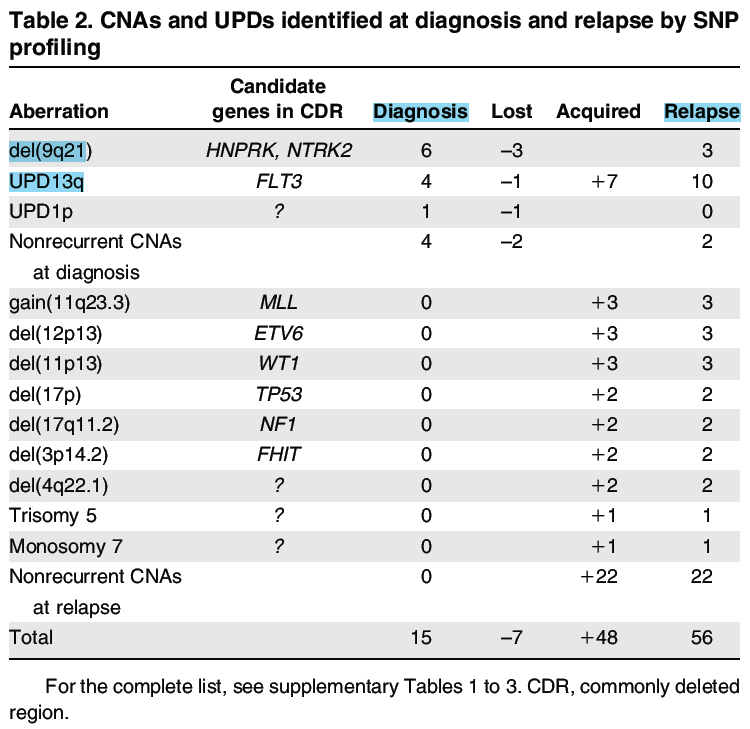 Table 2. CNAs and UPDs identified at diagnosis and relapse by SNP
profiling
Candidate
Aberration genes in CDR Diagnosis Lost Acquired Relapse
del(9q21) HNPRK, NTRK2 6 –3 3
UPD13q FLT3 4 –1 +7 10
UPD1p ? 1 –1 0
Nonrecurrent CNAs 4 –2 2
at diagnosis
gain(11q23.3) MLL 0 +3 3
del(12p13) ETV6 0 +3 3
del(11p13) WT1 0 +3 3
del(17p) TP53 0 +2 2
del(17q11.2) NF1 0 +2 2
del(3p14.2) FHIT 0 +2 2
del(4q22.1) ? 0 +2 2
Trisomy 5 ? 0 +1 1
Monosomy 7 ? 0 +1 1
Nonrecurrent CNAs 0 +22 22
at relapse
Total 15 –7 +48 56
For the complete list, see supplementary Tables 1 to 3. CDR, commonly deleted
region.